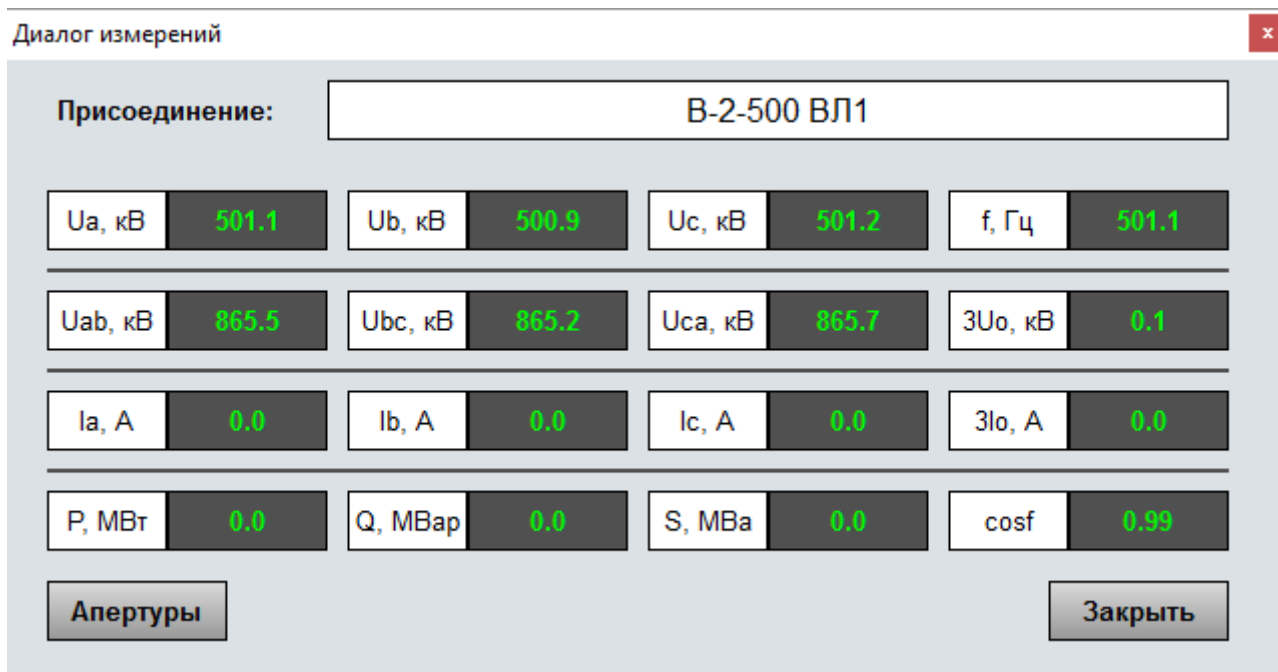 Диалог измерений x
Присоединение: В-2-500 ВЛ1
Ua, кВ 501.1 Ub, кВ 500.9 Uc, кВ 501.2 f, Гц 501.1
Uab, кВ 865.5 Ubc, кВ 865.2 Uca, кВ 865.7 3Uo, кВ 0.1
Ia, A 0.0 Ib, A 0.0 Ic, A 0.0 3Io, A 0.0
P, МВт 0.0 Q, МВар 0.0 S, МВа 0.0 cosf 0.99
Апертуры Закрыть